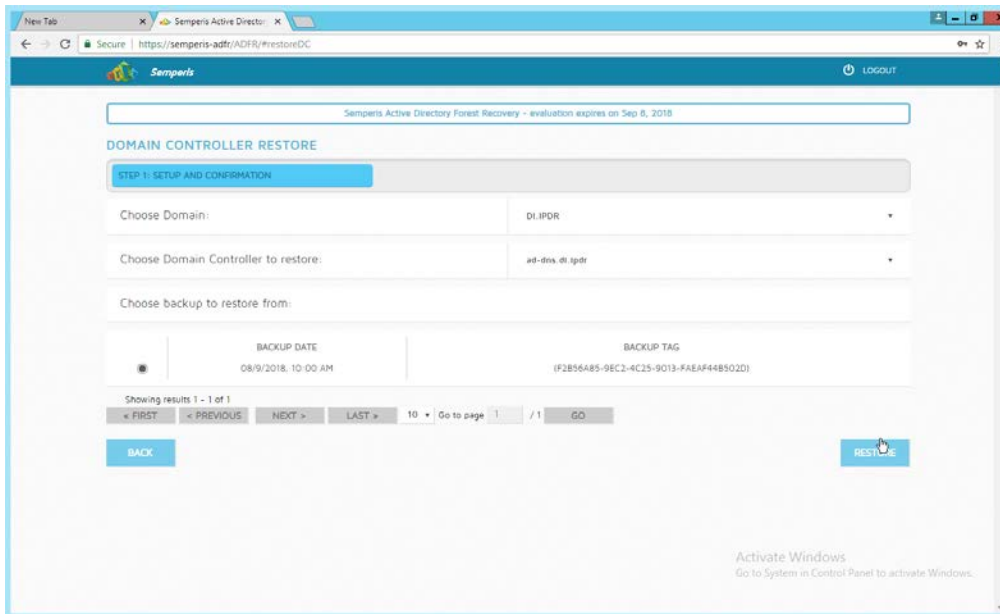 New Tab
Semperis Active Director
Secure https://semperis-adfr/ADFR/#restoreDC
Semperis
LOGOUT
Semperis Active Directory Forest Recovery - evaluation expires on Sep 8, 2018
DOMAIN CONTROLLER RESTORE
STEP 1: SETUP AND CONFIRMATION
Choose Domain: DI.IPDR
Choose Domain Controller to restore: ad-dns.di.ipdr
Choose backup to restore from:
BACKUP DATE BACKUP TAG
08/9/2018, 10:00 AM (F2B56A85-9EC2-4C25-9013-FAEAF44B502D)
Showing results 1 - 1 of 1
« FIRST < PREVIOUS NEXT > LAST » 10 Go to page 1 / 1 GO
BACK RESTORE
Activate Windows
Go to System in Control Panel to activate Windows.